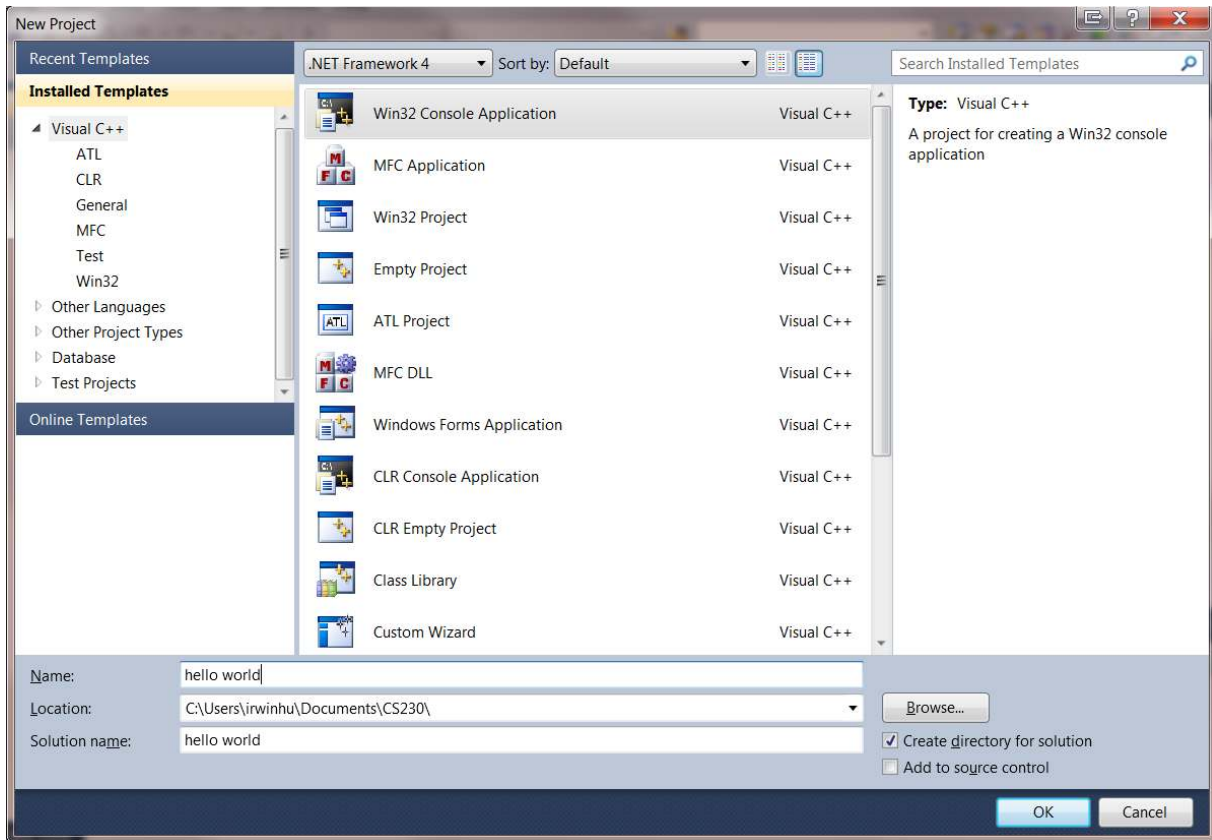 New Project
Recent Templates
Installed Templates
Visual C++
ATL
CLR
General
MFC
Test
Win32
Other Languages
Other Project Types
Database
Test Projects
Online Templates
.NET Framework 4 Sort by: Default
Win32 Console Application Visual C++
MFC Application Visual C++
Win32 Project Visual C++
Empty Project Visual C++
ATL Project Visual C++
MFC DLL Visual C++
Windows Forms Application Visual C++
CLR Console Application Visual C++
CLR Empty Project Visual C++
Class Library Visual C++
Custom Wizard Visual C++
Search Installed Templates
Type: Visual C++
A project for creating a Win32 console
application
Name: hello world
Location: C:\Users\irwinhu\Documents\CS230\ Browse...
Solution name: hello world
Create directory for solution
Add to source control
OK Cancel